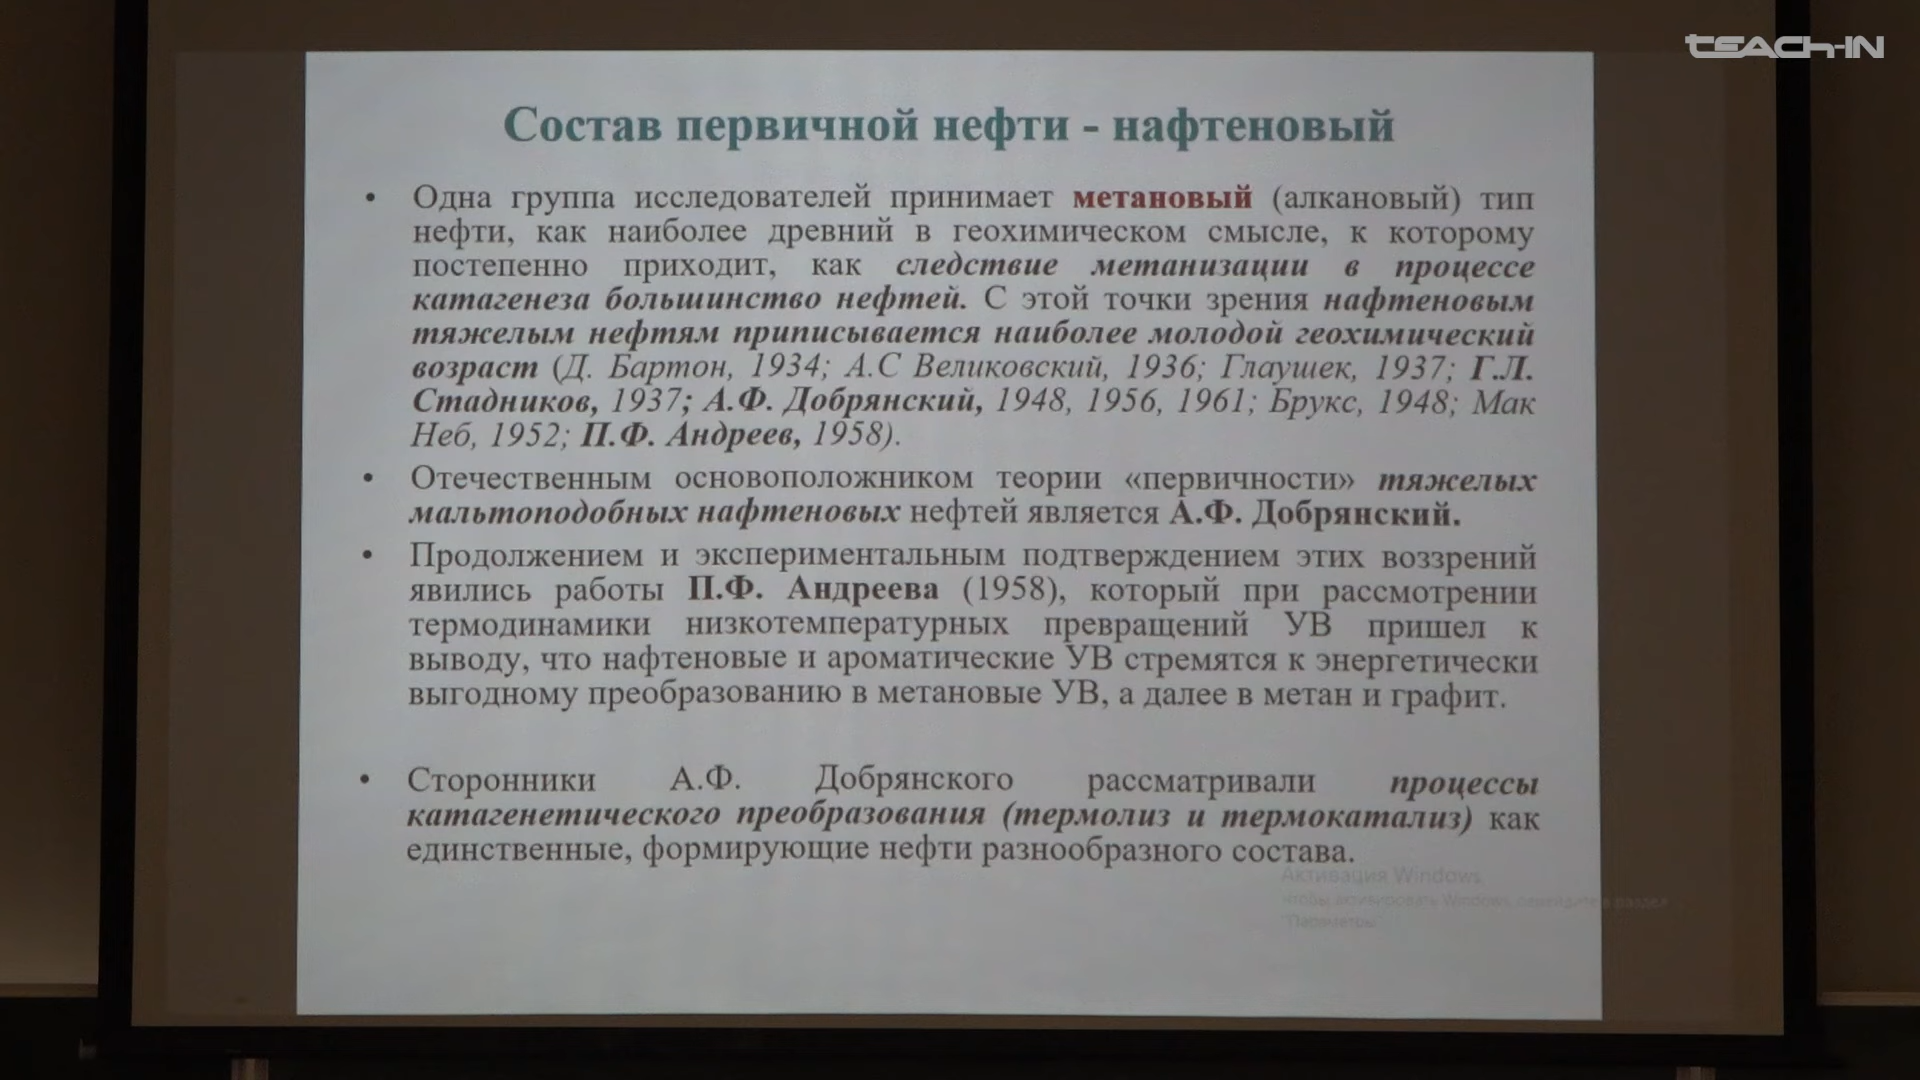 TEACH-IN
Состав первичной нефти - нафтеновый
• Одна группа исследователей принимает метановый (алкановый) тип
нефти, как наиболее древний в геохимическом смысле, к которому
постепенно приходит, как следствие метанизации в процессе
катагенеза большинство нефтей. С этой точки зрения нафтеновым
тяжелым нефтям приписывается наиболее молодой геохимический
возраст (Д. Бартон, 1934; А.С Великовский, 1936; Глаушек, 1937; Г.Л.
Стадников, 1937; А.Ф. Добрянский, 1948, 1956, 1961; Брукс, 1948; Мак
Неб, 1952; П.Ф. Андреев, 1958).
• Отечественным основоположником теории «первичности» тяжелых
мальтоподобных нафтеновых нефтей является А.Ф. Добрянский.
• Продолжением и экспериментальным подтверждением этих воззрений
явились работы П.Ф. Андреева (1958), который при рассмотрении
термодинамики низкотемпературных превращений УВ пришел к
выводу, что нафтеновые и ароматические УВ стремятся к энергетически
выгодному преобразованию в метановые УВ, а далее в метан и графит.
• Сторонники А.Ф. Добрянского рассматривали процессы
катагенетического преобразования (термолиз и термокатализ) как
единственные, формирующие нефти разнообразного состава.
Активация Windows
Чтобы активировать Windows, перейдите в раздел
"Параметры"